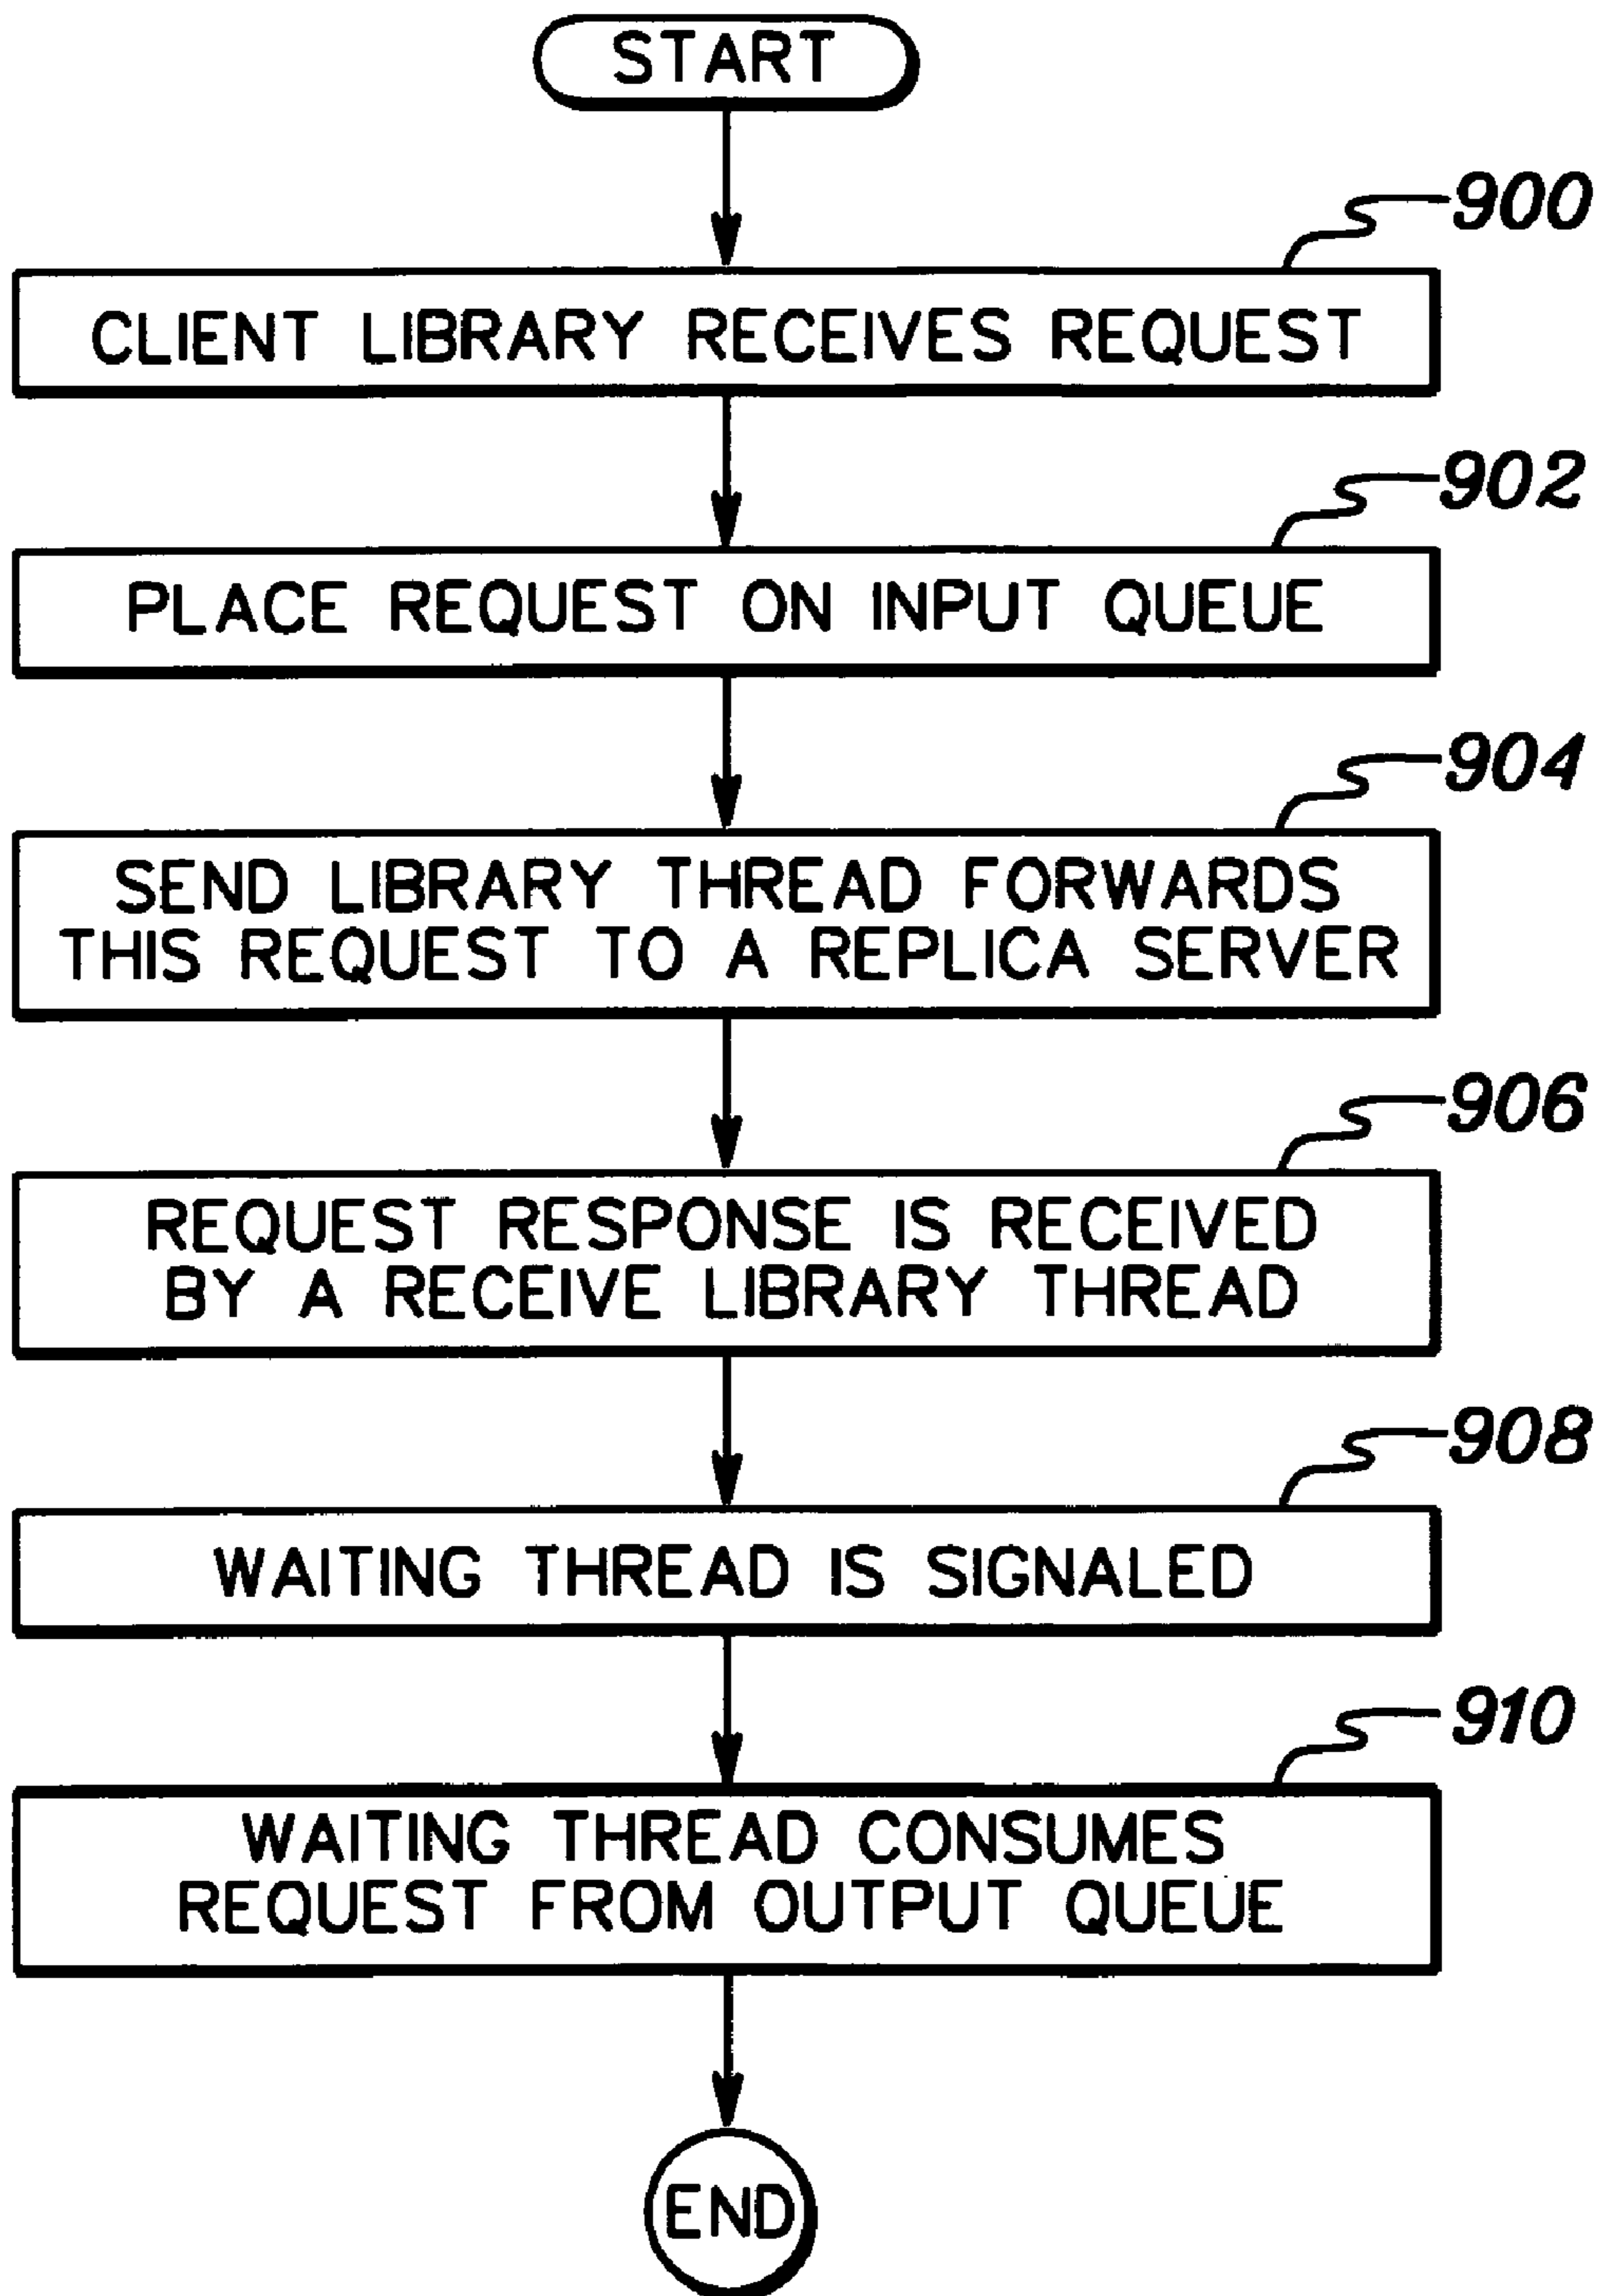 START
900
CLIENT LIBRARY RECEIVES REQUEST
902
PLACE REQUEST ON INPUT QUEUE
904
SEND LIBRARY THREAD FORWARDS
THIS REQUEST TO A REPLICA SERVER
906
REQUEST RESPONSE IS RECEIVED
BY A RECEIVE LIBRARY THREAD
908
WAITING THREAD IS SIGNALED
910
WAITING THREAD CONSUMES
REQUEST FROM OUTPUT QUEUE
END